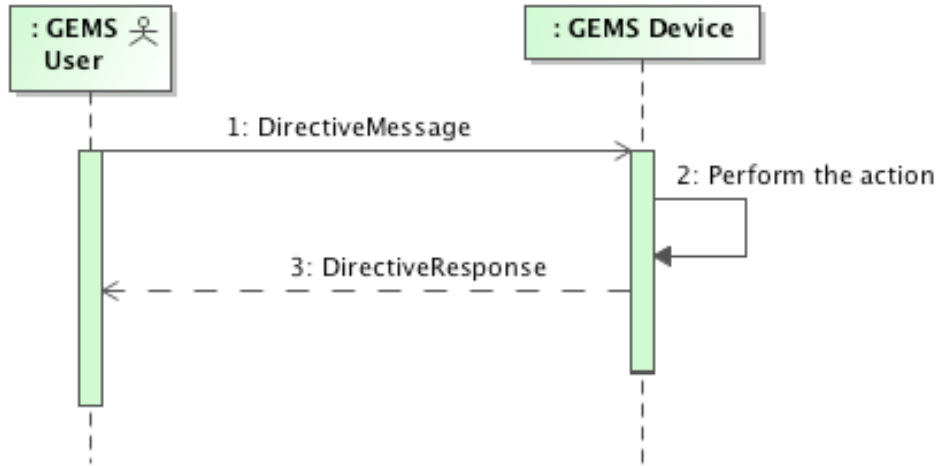 : GEMS
User
: GEMS Device
1: DirectiveMessage
2: Perform the action
3: DirectiveResponse